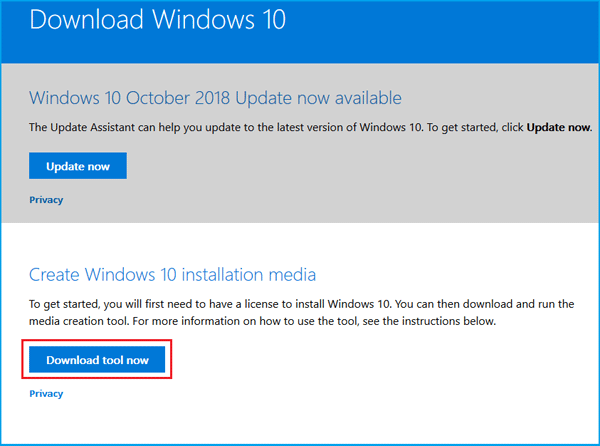 Download Windows 10
Windows 10 October 2018 Update now available
The Update Assistant can help you update to the latest version of Windows 10. To get started, click Update now.
Update now
Privacy
Create Windows 10 installation media
To get started, you will first need to have a license to install Windows 10. You can then download and run the
media creation tool. For more information on how to use the tool, see the instructions below.
Download tool now
Privacy